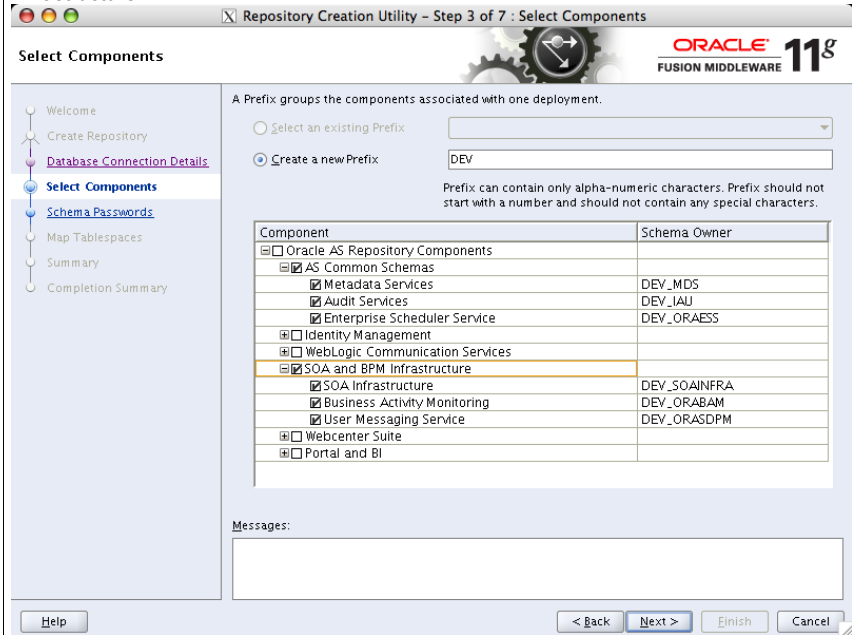 Repository Creation Utility – Step 3 of 7 : Select Components
Select Components
ORACLE
FUSION MIDDLEWARE 11g
Welcome
Create Repository
Database Connection Details
Select Components
Schema Passwords
Map Tablespaces
Summary
Completion Summary
A Prefix groups the components associated with one deployment.
Select an existing Prefix
Create a new Prefix DEV
Prefix can contain only alpha-numeric characters. Prefix should not
start with a number and should not contain any special characters.
Component Schema Owner
Oracle AS Repository Components
AS Common Schemas
Metadata Services DEV_MDS
Audit Services DEV_IAU
Enterprise Scheduler Service DEV_ORAESS
Identity Management
WebLogic Communication Services
SOA and BPM Infrastructure
SOA Infrastructure DEV_SOAINFRA
Business Activity Monitoring DEV_ORABAM
User Messaging Service DEV_ORASDPM
Webcenter Suite
Portal and BI
Messages:
Help < Back Next > Finish Cancel